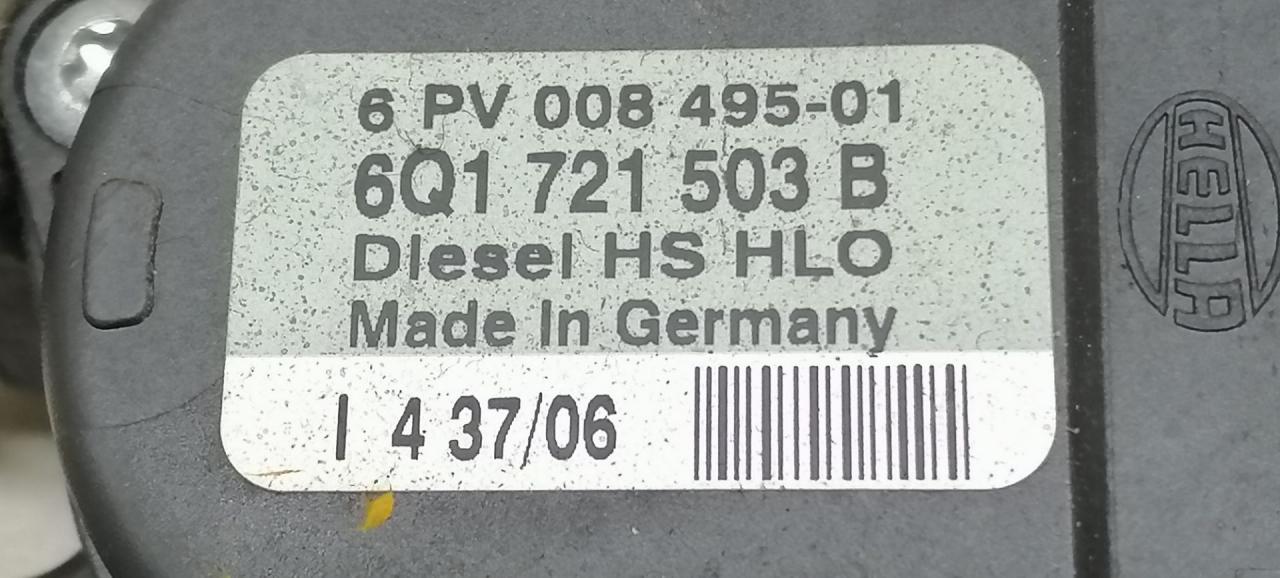 6 PV 008 495-01
6Q1 721 503 B
Diesel HS HLO
Made In Germany
I 4 37/06
HELLA